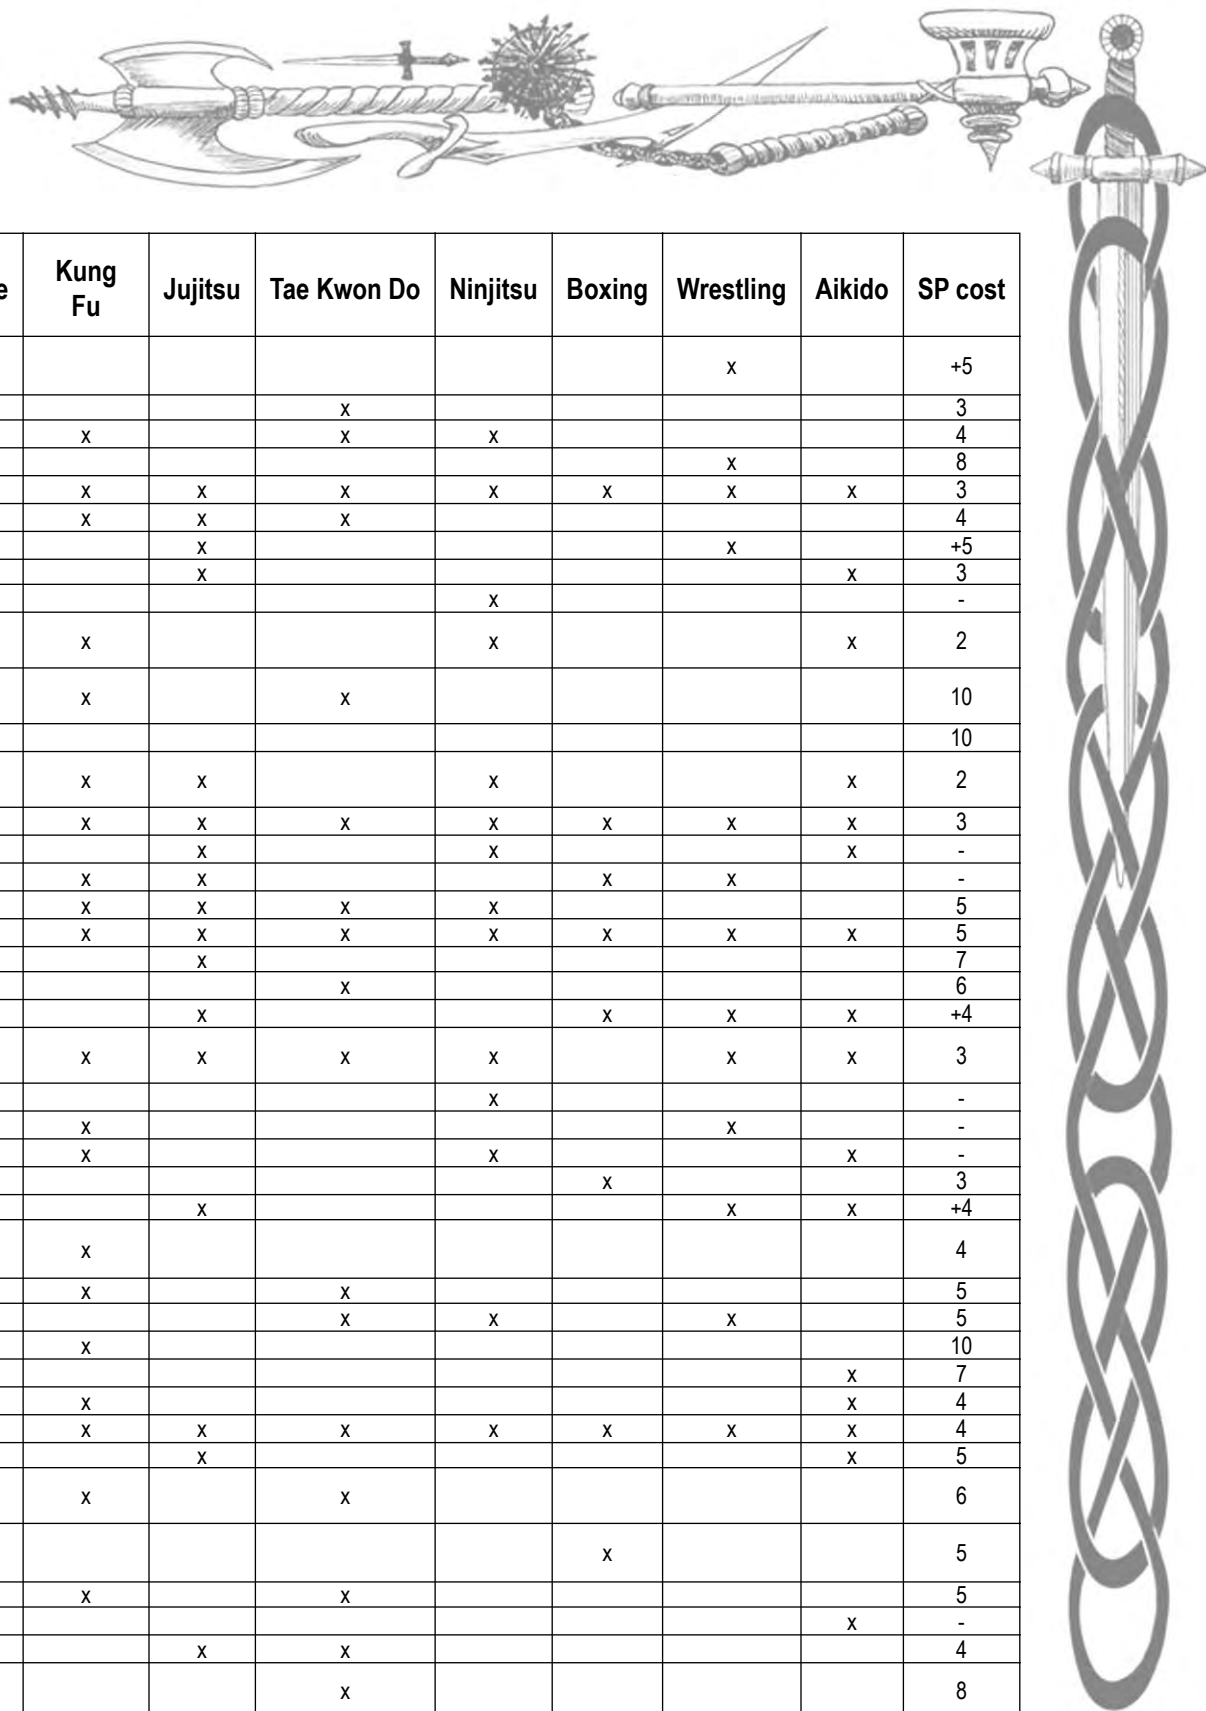 e Kung Fu Jujitsu Tae Kwon Do Ninjitsu Boxing Wrestling Aikido SP cost
x +5
x 3
x x x 4
x 8
x x x x x x x 3
x x x 4
x x +5
x x 3
x -
x x x 2
x x 10
10
x x x x 2
x x x x x x x 3
x x x -
x x x x -
x x x x 5
x x x x x x x 5
x 7
x 6
x x x x +4
x x x x x x 3
x -
x x -
x x x -
x 3
x x x +4
x 4
x x 5
x x x 5
x 10
x 7
x x 4
x x x x x x x 4
x x 5
x x 6
x 5
x x 5
x -
x x 4
x 8